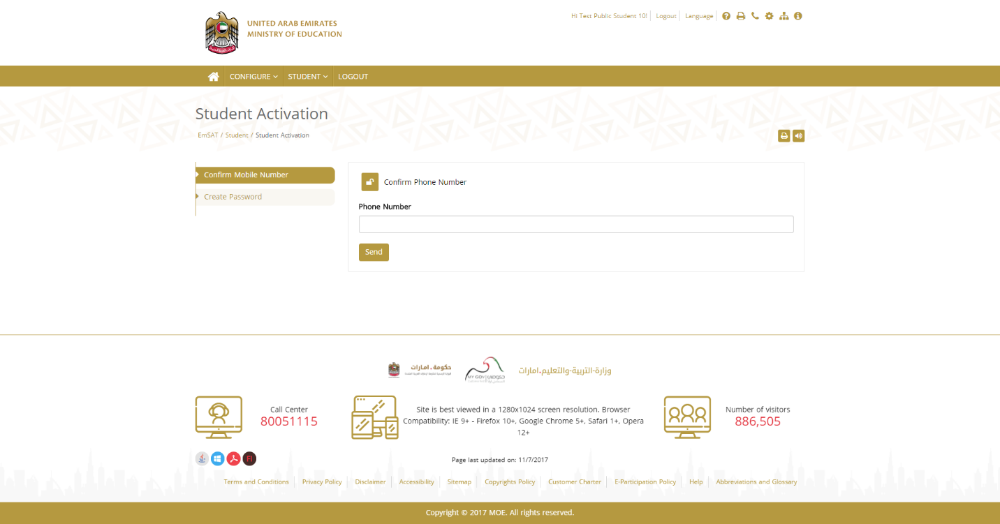 UNITED ARAB EMIRATES
MINISTRY OF EDUCATION
Hi Test Public Student 10!
Logout
Language
CONFIGURE
STUDENT
LOGOUT
Student Activation
EmSAT / Student / Student Activation
Confirm Mobile Number
Create Password
Confirm Phone Number
Phone Number
Send
حكومة.امارات
MY GOV
حكومتي
وزارة-التربية-والتعليم.امارات
Call Center
80051115
Site is best viewed in a 1280x1024 screen resolution. Browser
Compatibility: IE 9+ - Firefox 10+, Google Chrome 5+, Safari 1+, Opera
12+
Number of visitors
886,505
Page last updated on: 11/7/2017
Terms and Conditions
Privacy Policy
Disclaimer
Accessibility
Sitemap
Copyrights Policy
Customer Charter
E-Participation Policy
Help
Abbreviations and Glossary
Copyright © 2017 MOE. All rights reserved.